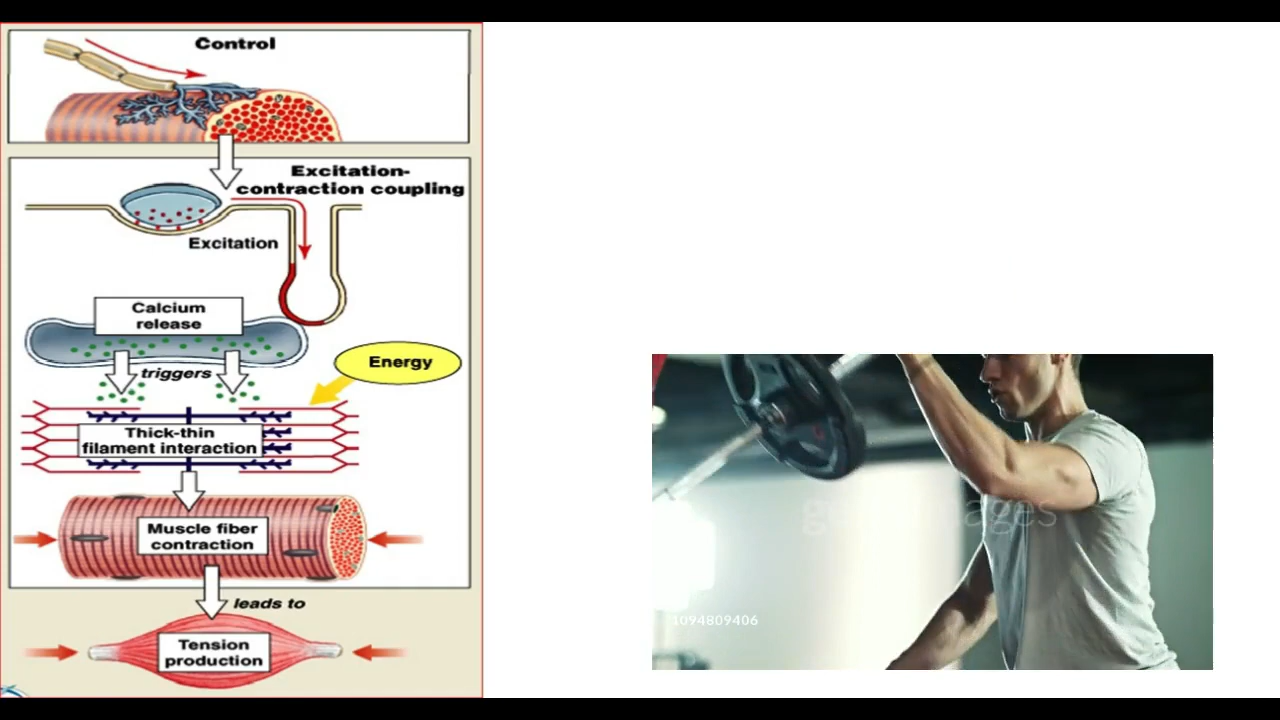 Control
Excitation-
contraction coupling
Excitation
Calcium
release
Energy
triggers
Thick-thin
filament interaction
Muscle fiber
contraction
leads to
Tension
production
1094809406